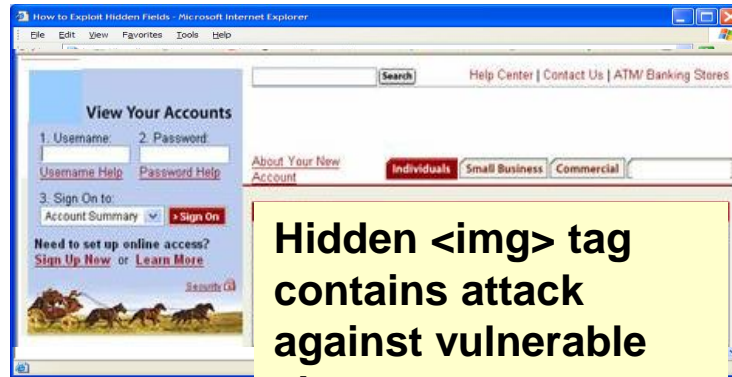 How to Exploit Hidden Fields - Microsoft Internet Explorer
File Edit View Favorites Tools Help
Search
Help Center | Contact Us | ATM/ Banking Stores
View Your Accounts
1. Username: 2. Password:
Username Help Password Help
3. Sign On to:
Account Summary Sign On
Need to set up online access?
Sign Up Now or Learn More
Security
About Your New
Account
Individuals Small Business Commercial
Hidden <img> tag
contains attack
against vulnerable